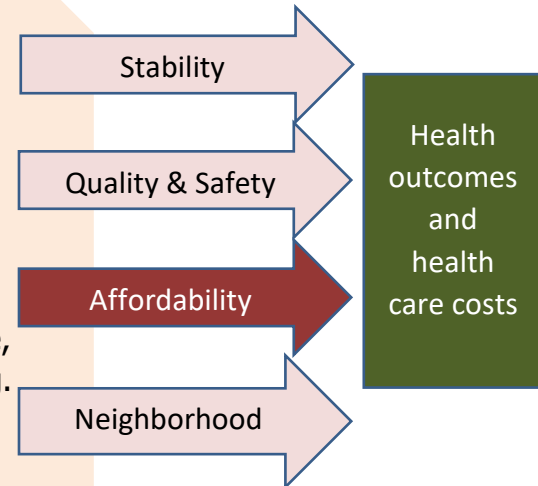 Stability
Quality & Safety
Affordability
Neighborhood
Health
outcomes
and
health
care costs